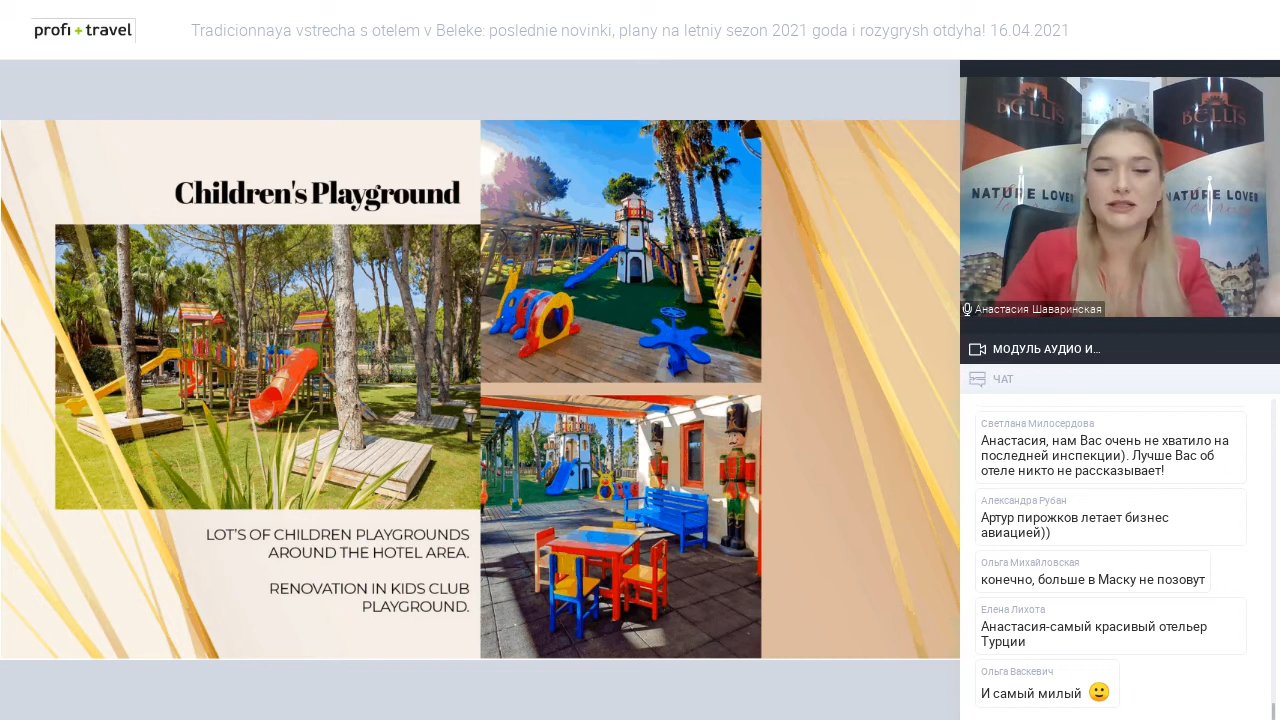 profi + travel
Tradicionnaya vstrecha s otelem v Beleke: poslednie novinki, plany na letniy sezon 2021 goda i rozygrysh otdyha! 16.04.2021
Children's Playground
LOT'S OF CHILDREN PLAYGROUNDS
AROUND THE HOTEL AREA.
RENOVATION IN KIDS CLUB
PLAYGROUND.
BELLIS
BELLIS
NATURE LOVER
NATURE LOVER
Анастасия Шаваринская
МОДУЛЬ АУДИО И...
ЧАТ
Светлана Милосердова
Анастасия, нам Вас очень не хватило на
последней инспекции). Лучше Вас об
отеле никто не рассказывает!
Александра Рубан
Артур пирожков летает бизнес
авиацией))
Ольга Михайловская
конечно, больше в Маску не позовут
Елена Лихота
Анастасия-самый красивый отельер
Турции
Ольга Васкевич
И самый милый 🙂